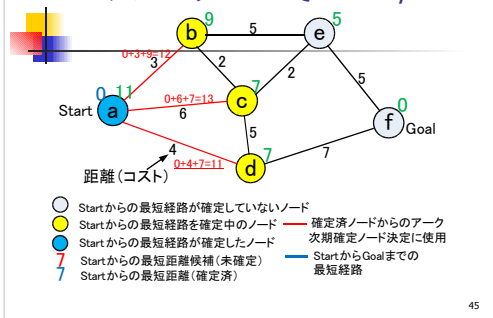 b 9
5
e 5
0+3+9=12
3
2
2
0 11
7
5
Start a
0+6+7=13
c
6
0
f
Goal
5
4
0+4+7=11
7
d
7
距離(コスト)
Startからの最短経路が確定していないノード
Startからの最短経路を確定中のノード
Startからの最短経路が確定したノード
7 Startからの最短距離候補(未確定)
7 Startからの最短距離(確定済)
確定済ノードからのアーク
次期確定ノード決定に使用
StartからGoalまでの
最短経路
45